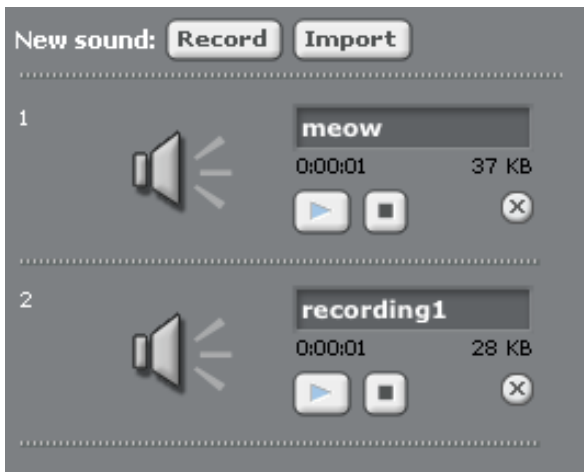 New sound: Record Import
1
meow
0:00:01 37 KB
2
recording1
0:00:01 28 KB